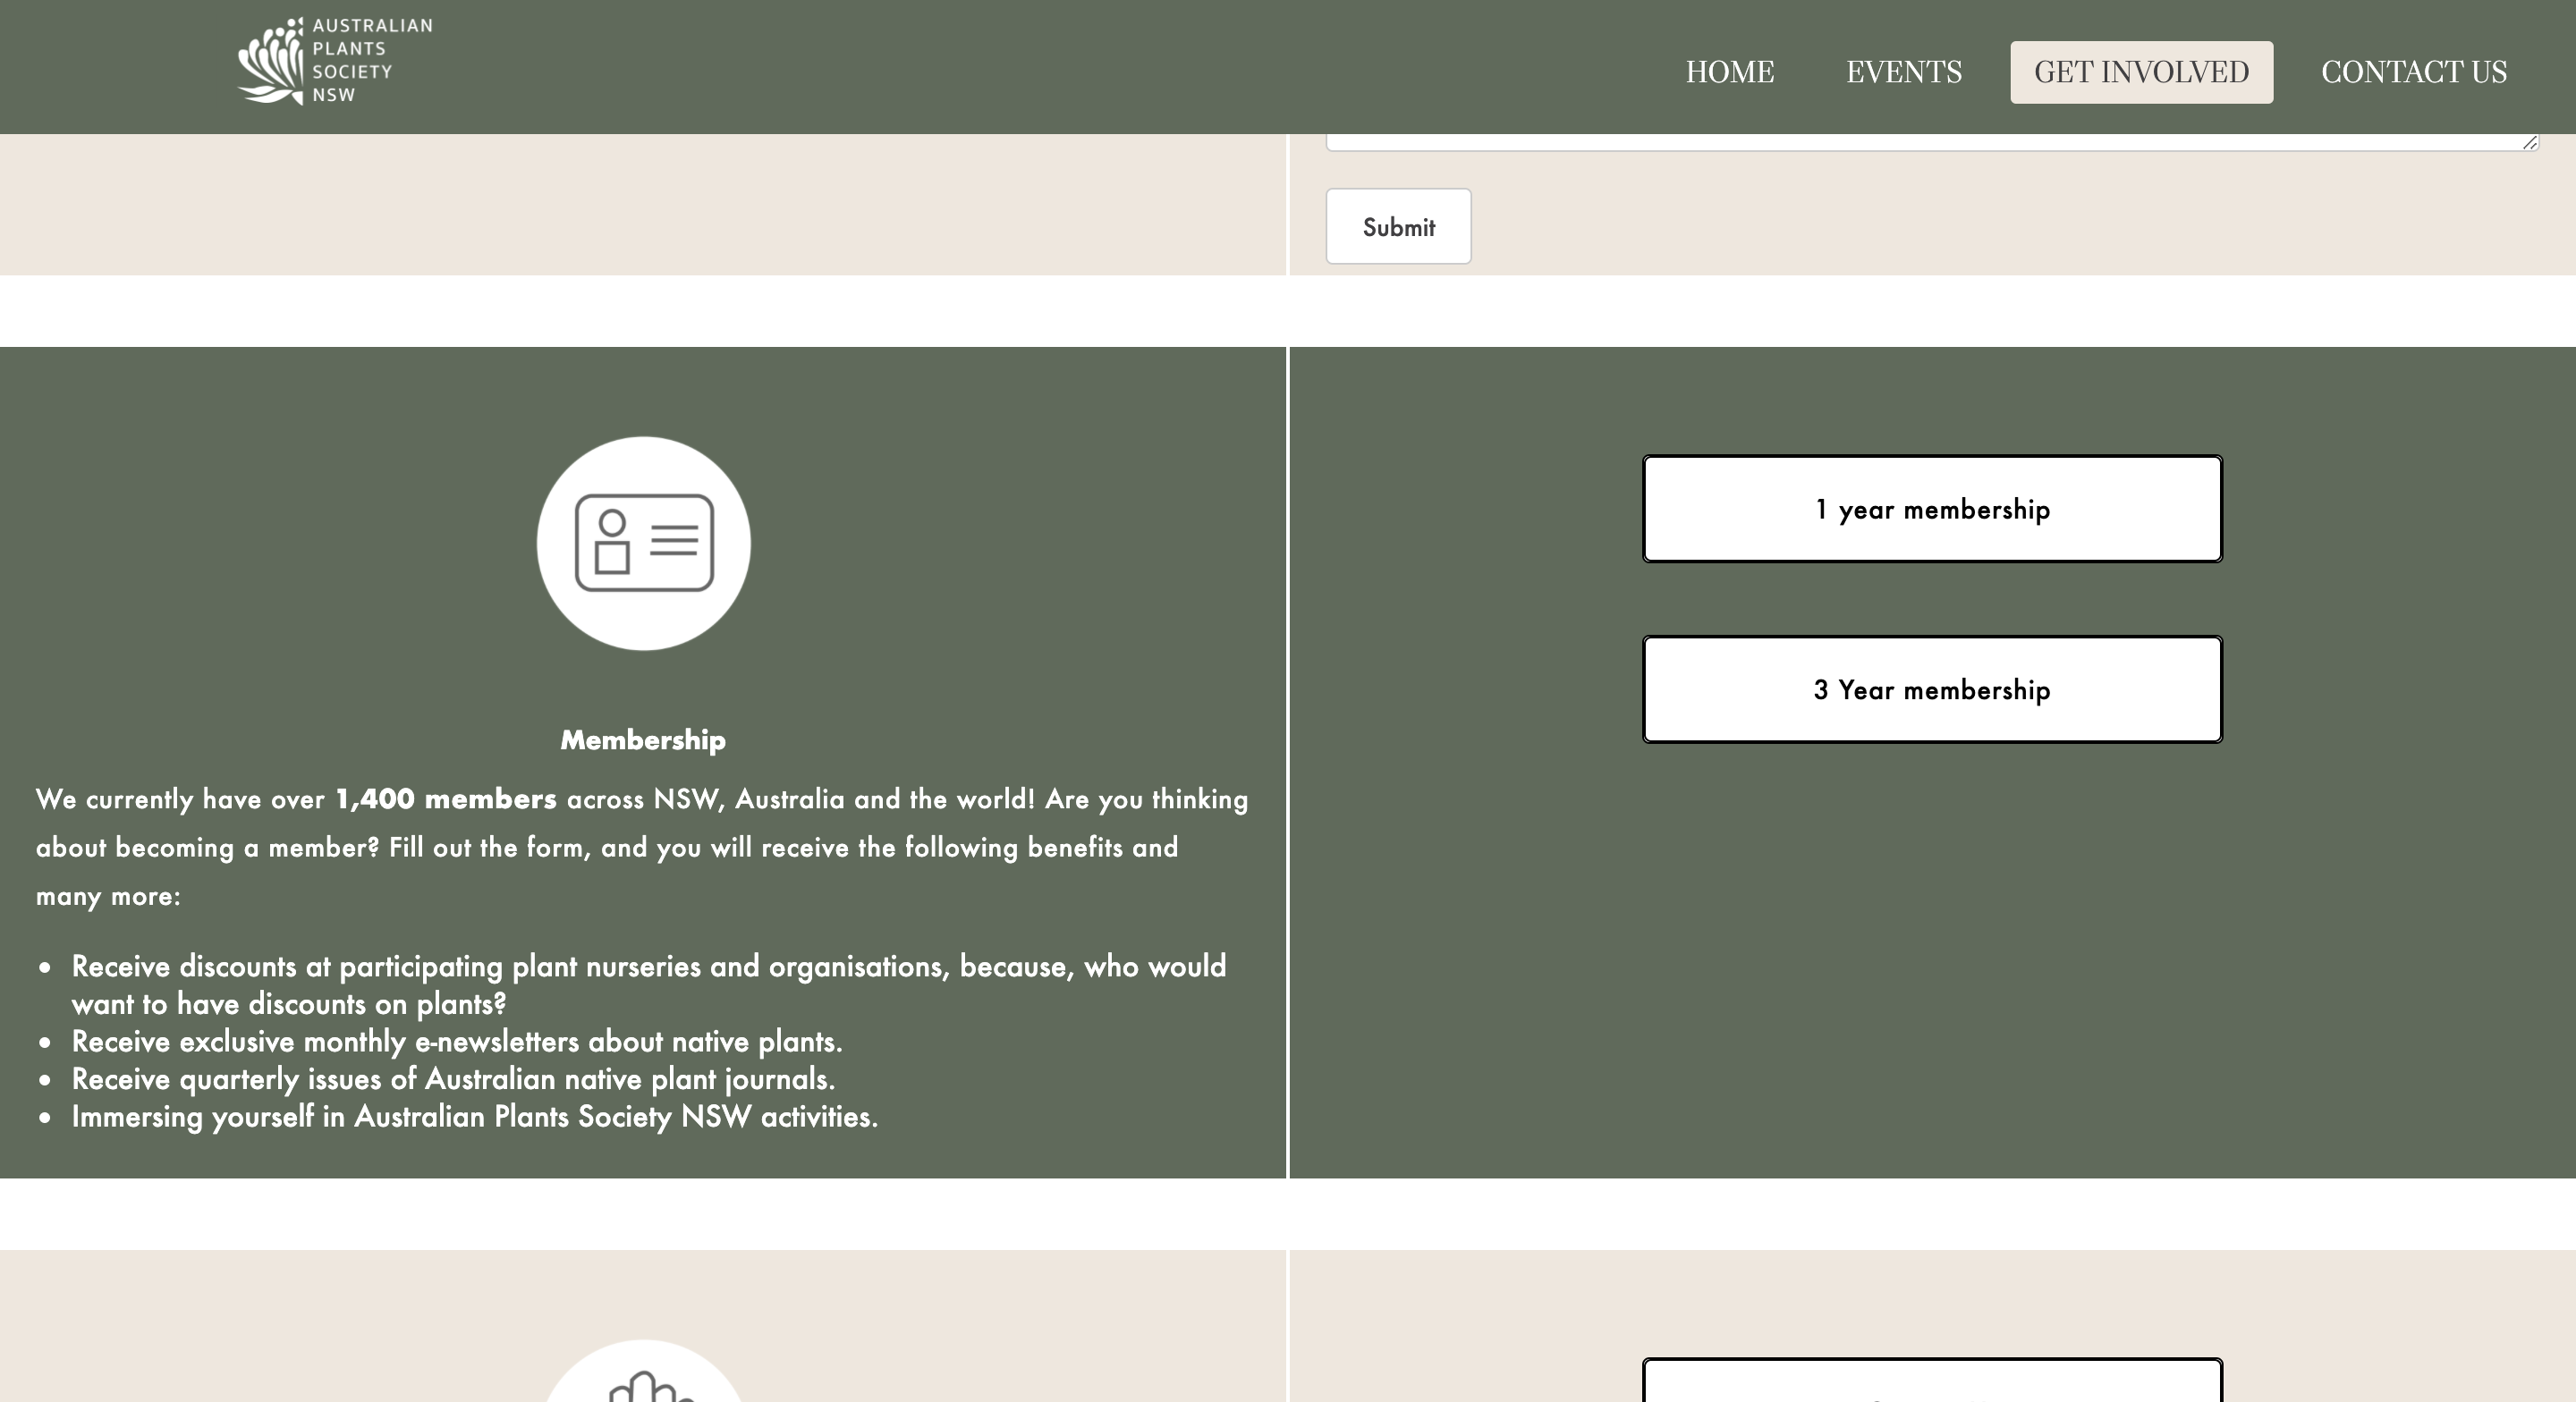 AUSTRALIAN
PLANTS
SOCIETY
NSW
HOME EVENTS GET INVOLVED CONTACT US
Submit
1 year membership
3 Year membership
Membership
We currently have over 1,400 members across NSW, Australia and the world! Are you thinking
about becoming a member? Fill out the form, and you will receive the following benefits and
many more:
• Receive discounts at participating plant nurseries and organisations, because, who would
want to have discounts on plants?
• Receive exclusive monthly e-newsletters about native plants.
• Receive quarterly issues of Australian native plant journals.
• Immersing yourself in Australian Plants Society NSW activities.